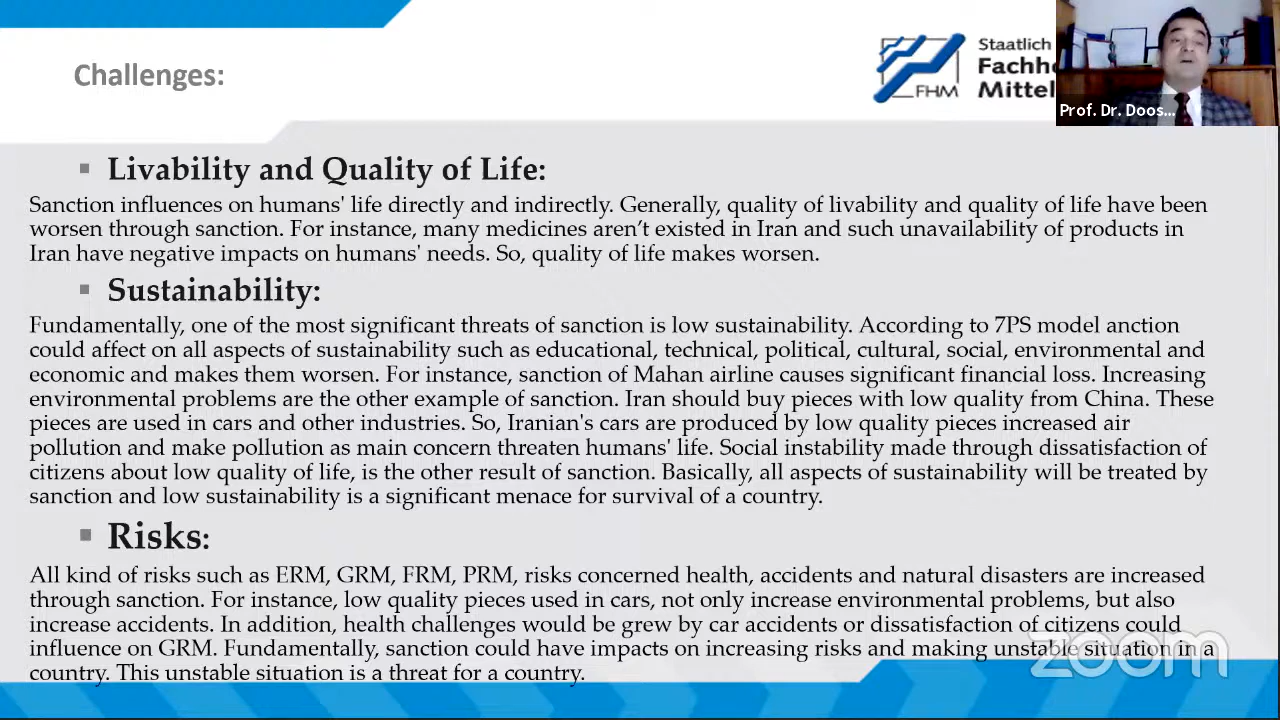 Challenges:
FHM
Staatlich
Fachho
Mittel
Prof. Dr. Doos...
Livability and Quality of Life:
Sanction influences on humans' life directly and indirectly. Generally, quality of livability and quality of life have been
worsen through sanction. For instance, many medicines aren't existed in Iran and such unavailability of products in
Iran have negative impacts on humans' needs. So, quality of life makes worsen.
Sustainability:
Fundamentally, one of the most significant threats of sanction is low sustainability. According to 7PS model anction
could affect on all aspects of sustainability such as educational, technical, political, cultural, social, environmental and
economic and makes them worsen. For instance, sanction of Mahan airline causes significant financial loss. Increasing
environmental problems are the other example of sanction. Iran should buy pieces with low quality from China. These
pieces are used in cars and other industries. So, Iranian's cars are produced by low quality pieces increased air
pollution and make pollution as main concern threaten humans' life. Social instability made through dissatisfaction of
citizens about low quality of life, is the other result of sanction. Basically, all aspects of sustainability will be treated by
sanction and low sustainability is a significant menace for survival of a country.
Risks:
All kind of risks such as ERM, GRM, FRM, PRM, risks concerned health, accidents and natural disasters are increased
through sanction. For instance, low quality pieces used in cars, not only increase environmental problems, but also
increase accidents. In addition, health challenges would be grew by car accidents or dissatisfaction of citizens could
influence on GRM. Fundamentally, sanction could have impacts on increasing risks and making unstable situation in a
country. This unstable situation is a threat for a country.
zoom